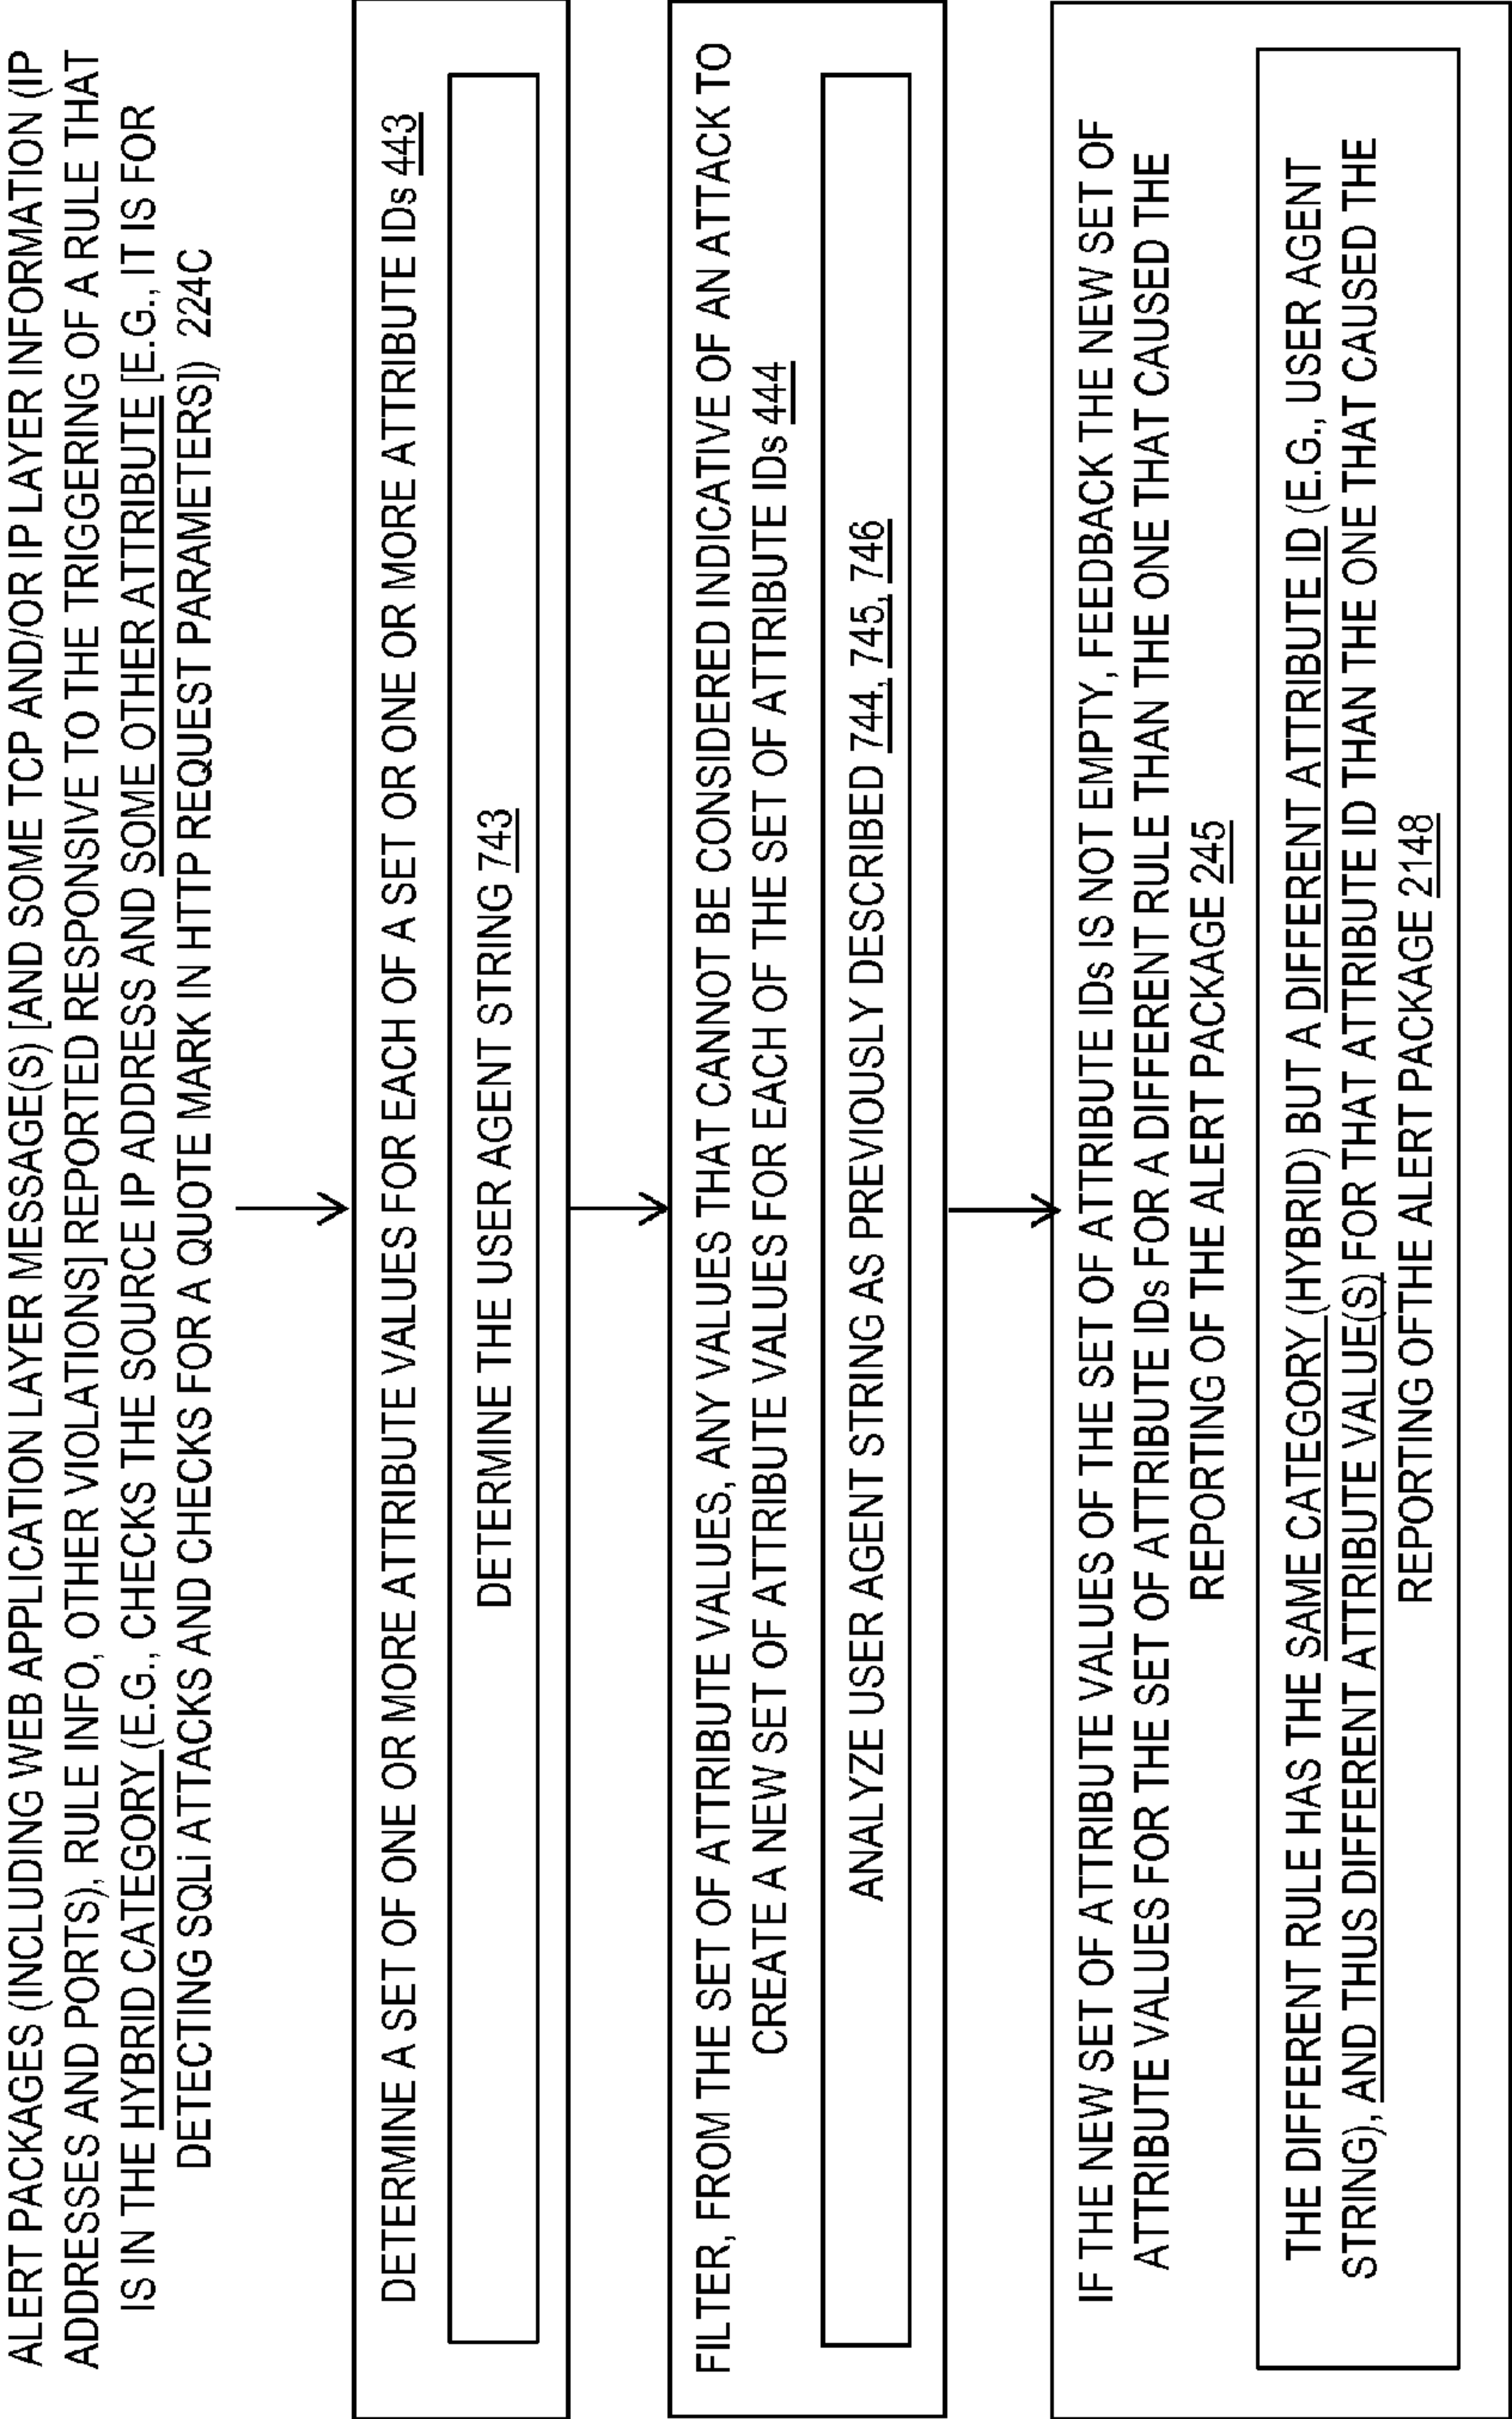 ALERT PACKAGES (INCLUDING WEB APPLICATION LAYER MESSAGE(S) [AND SOME TCP AND/OR IP LAYER INFORMATION (IP
ADDRESSES AND PORTS), RULE INFO, OTHER VIOLATIONS] REPORTED RESPONSIVE TO THE TRIGGERING OF A RULE THAT
IS IN THE HYBRID CATEGORY (E.G., CHECKS THE SOURCE IP ADDRESS AND SOME OTHER ATTRIBUTE [E.G., IT IS FOR
DETECTING SQLi ATTACKS AND CHECKS FOR A QUOTE MARK IN HTTP REQUEST PARAMETERS]) 224C
DETERMINE A SET OF ONE OR MORE ATTRIBUTE VALUES FOR EACH OF A SET OR ONE OR MORE ATTRIBUTE IDs 443
DETERMINE THE USER AGENT STRING 743
FILTER, FROM THE SET OF ATTRIBUTE VALUES, ANY VALUES THAT CANNOT BE CONSIDERED INDICATIVE OF AN ATTACK TO
CREATE A NEW SET OF ATTRIBUTE VALUES FOR EACH OF THE SET OF ATTRIBUTE IDs 444
ANALYZE USER AGENT STRING AS PREVIOUSLY DESCRIBED 744, 745, 746
IF THE NEW SET OF ATTRIBUTE VALUES OF THE SET OF ATTRIBUTE IDs IS NOT EMPTY, FEEDBACK THE NEW SET OF
ATTRIBUTE VALUES FOR THE SET OF ATTRIBUTE IDs FOR A DIFFERENT RULE THAN THE ONE THAT CAUSED THE
REPORTING OF THE ALERT PACKAGE 245
THE DIFFERENT RULE HAS THE SAME CATEGORY (HYBRID) BUT A DIFFERENT ATTRIBUTE ID (E.G., USER AGENT
STRING), AND THUS DIFFERENT ATTRIBUTE VALUE(S) FOR THAT ATTRIBUTE ID THAN THE ONE THAT CAUSED THE
REPORTING OFTHE ALERT PACKAGE 2148